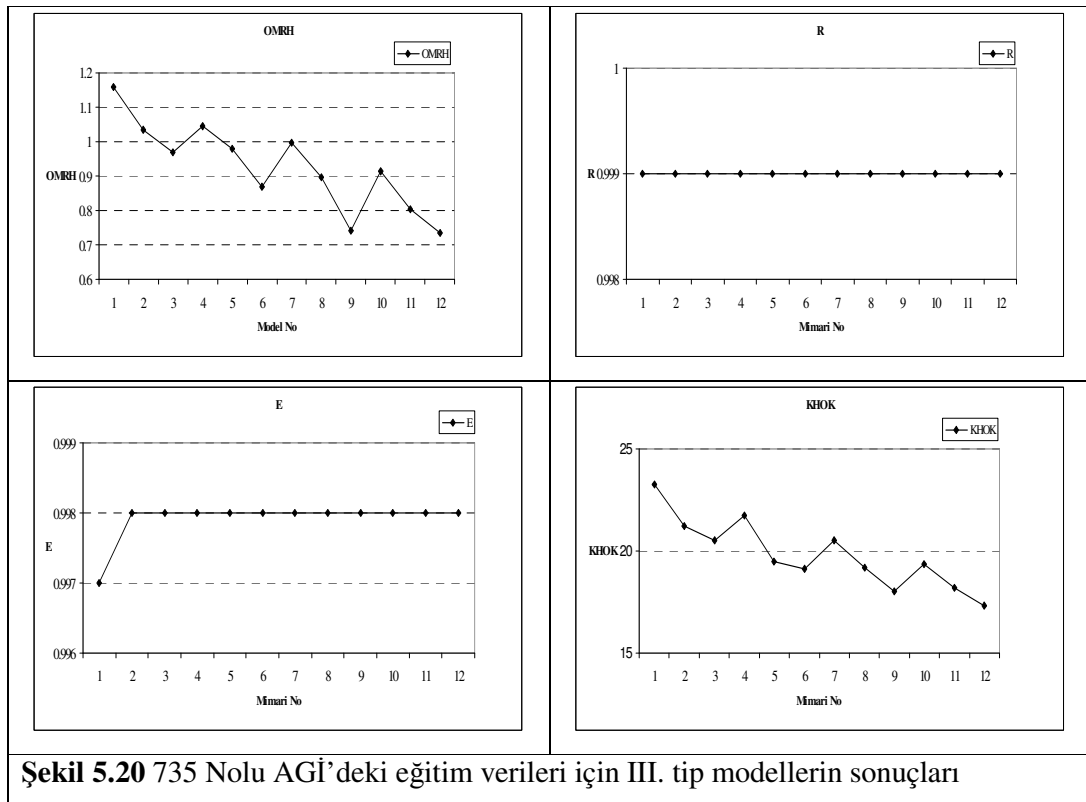 OMRH
OMRH
1.2
1.1
1
OMRH 0.9
0.8
0.7
0.6
1 2 3 4 5 6 7 8 9 10 11 12
Model No
R
R
1
R 0.999
0.998
1 2 3 4 5 6 7 8 9 10 11 12
Mimari No
E
E
0.999
0.998
E
0.997
0.996
1 2 3 4 5 6 7 8 9 10 11 12
Mimari No
KHOK
KHOK
25
KHOK 20
15
1 2 3 4 5 6 7 8 9 10 11 12
Mimari No
Şekil 5.20 735 Nolu AGİ’deki eğitim verileri için III. tip modellerin sonuçları